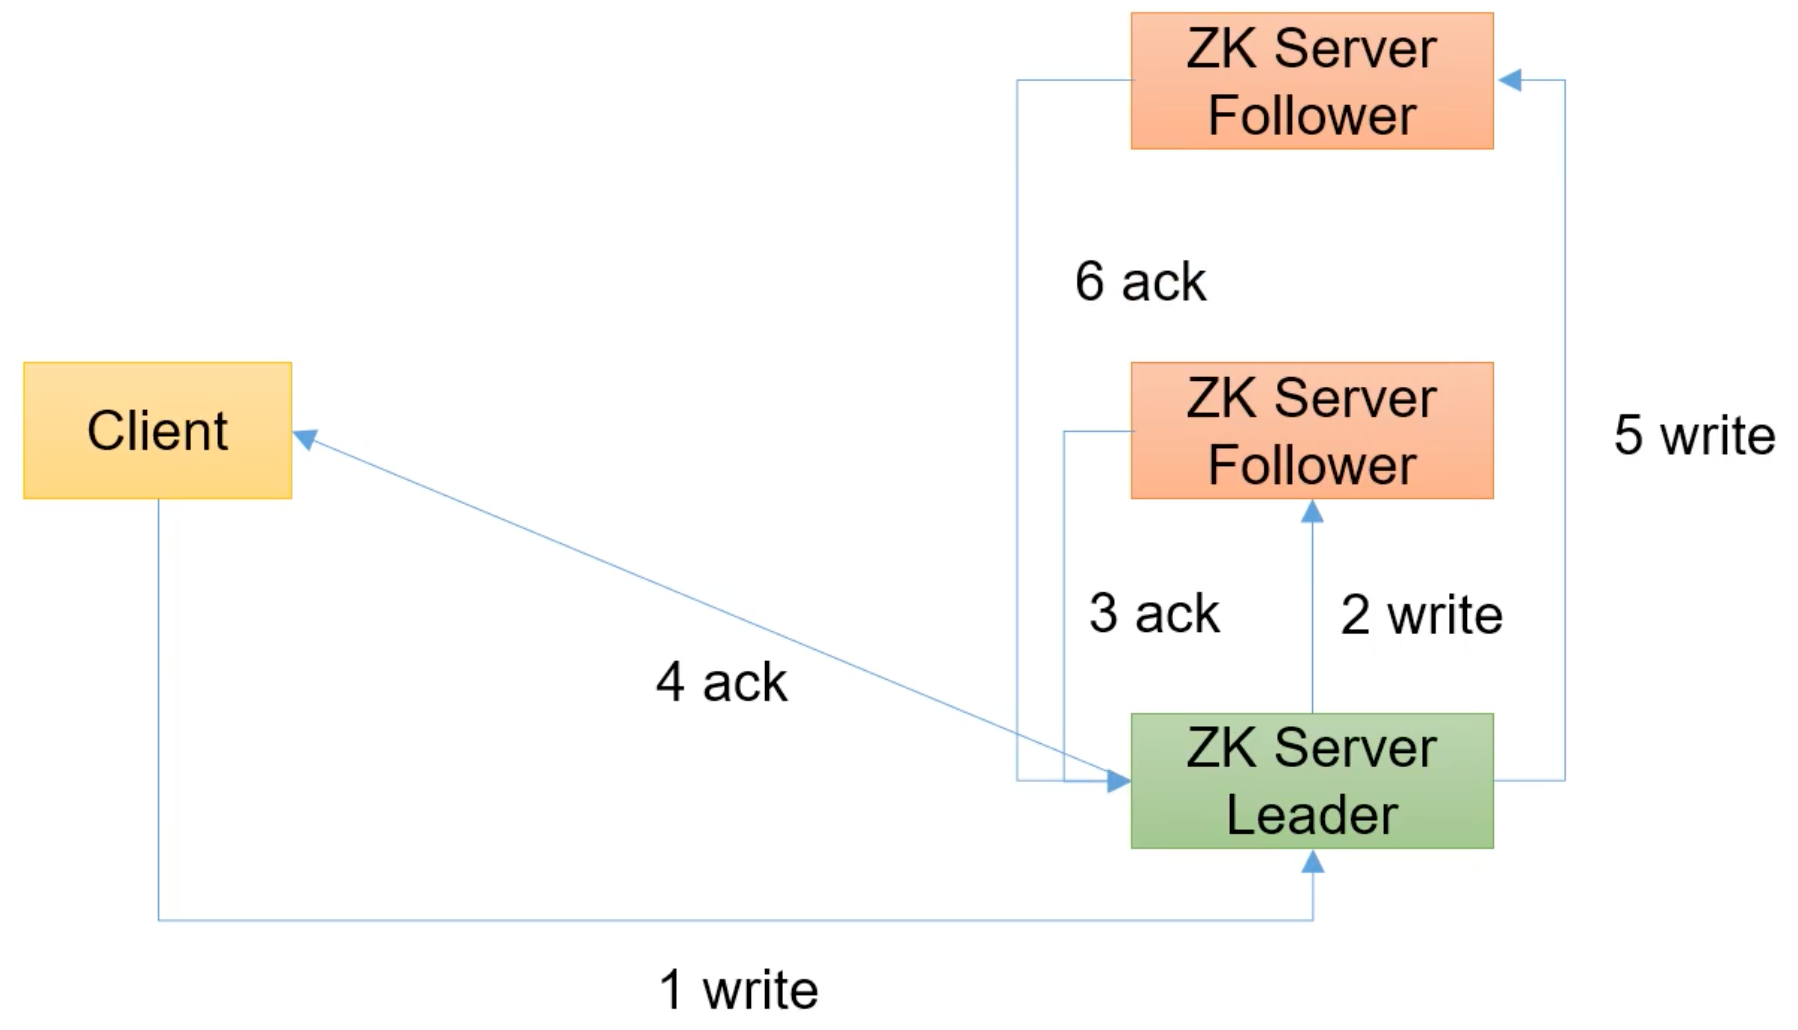 ZK Server
Follower
6 ack
Client
ZK Server
Follower
5 write
3 ack
2 write
4 ack
ZK Server
Leader
1 write